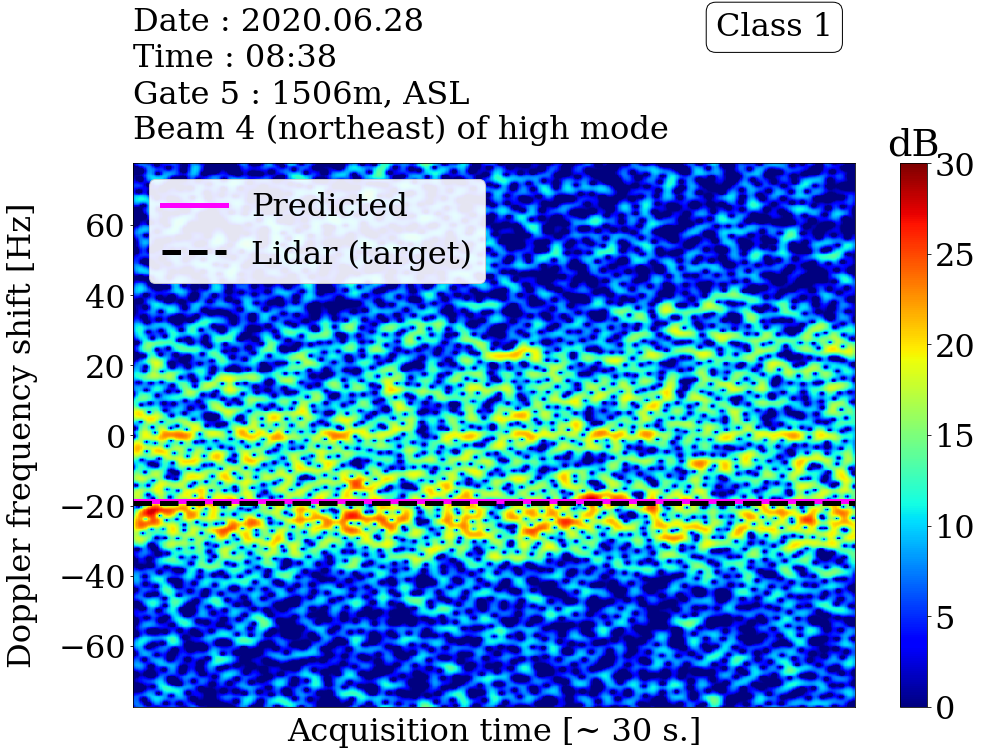 Date : 2020.06.28
Time : 08:38
Gate 5 : 1506m, ASL
Beam 4 (northeast) of high mode
Class 1
dB
Predicted
Lidar (target)
Doppler frequency shift [Hz]
60
40
20
0
−20
−40
−60
30
25
20
15
10
5
0
Acquisition time [~ 30 s.]